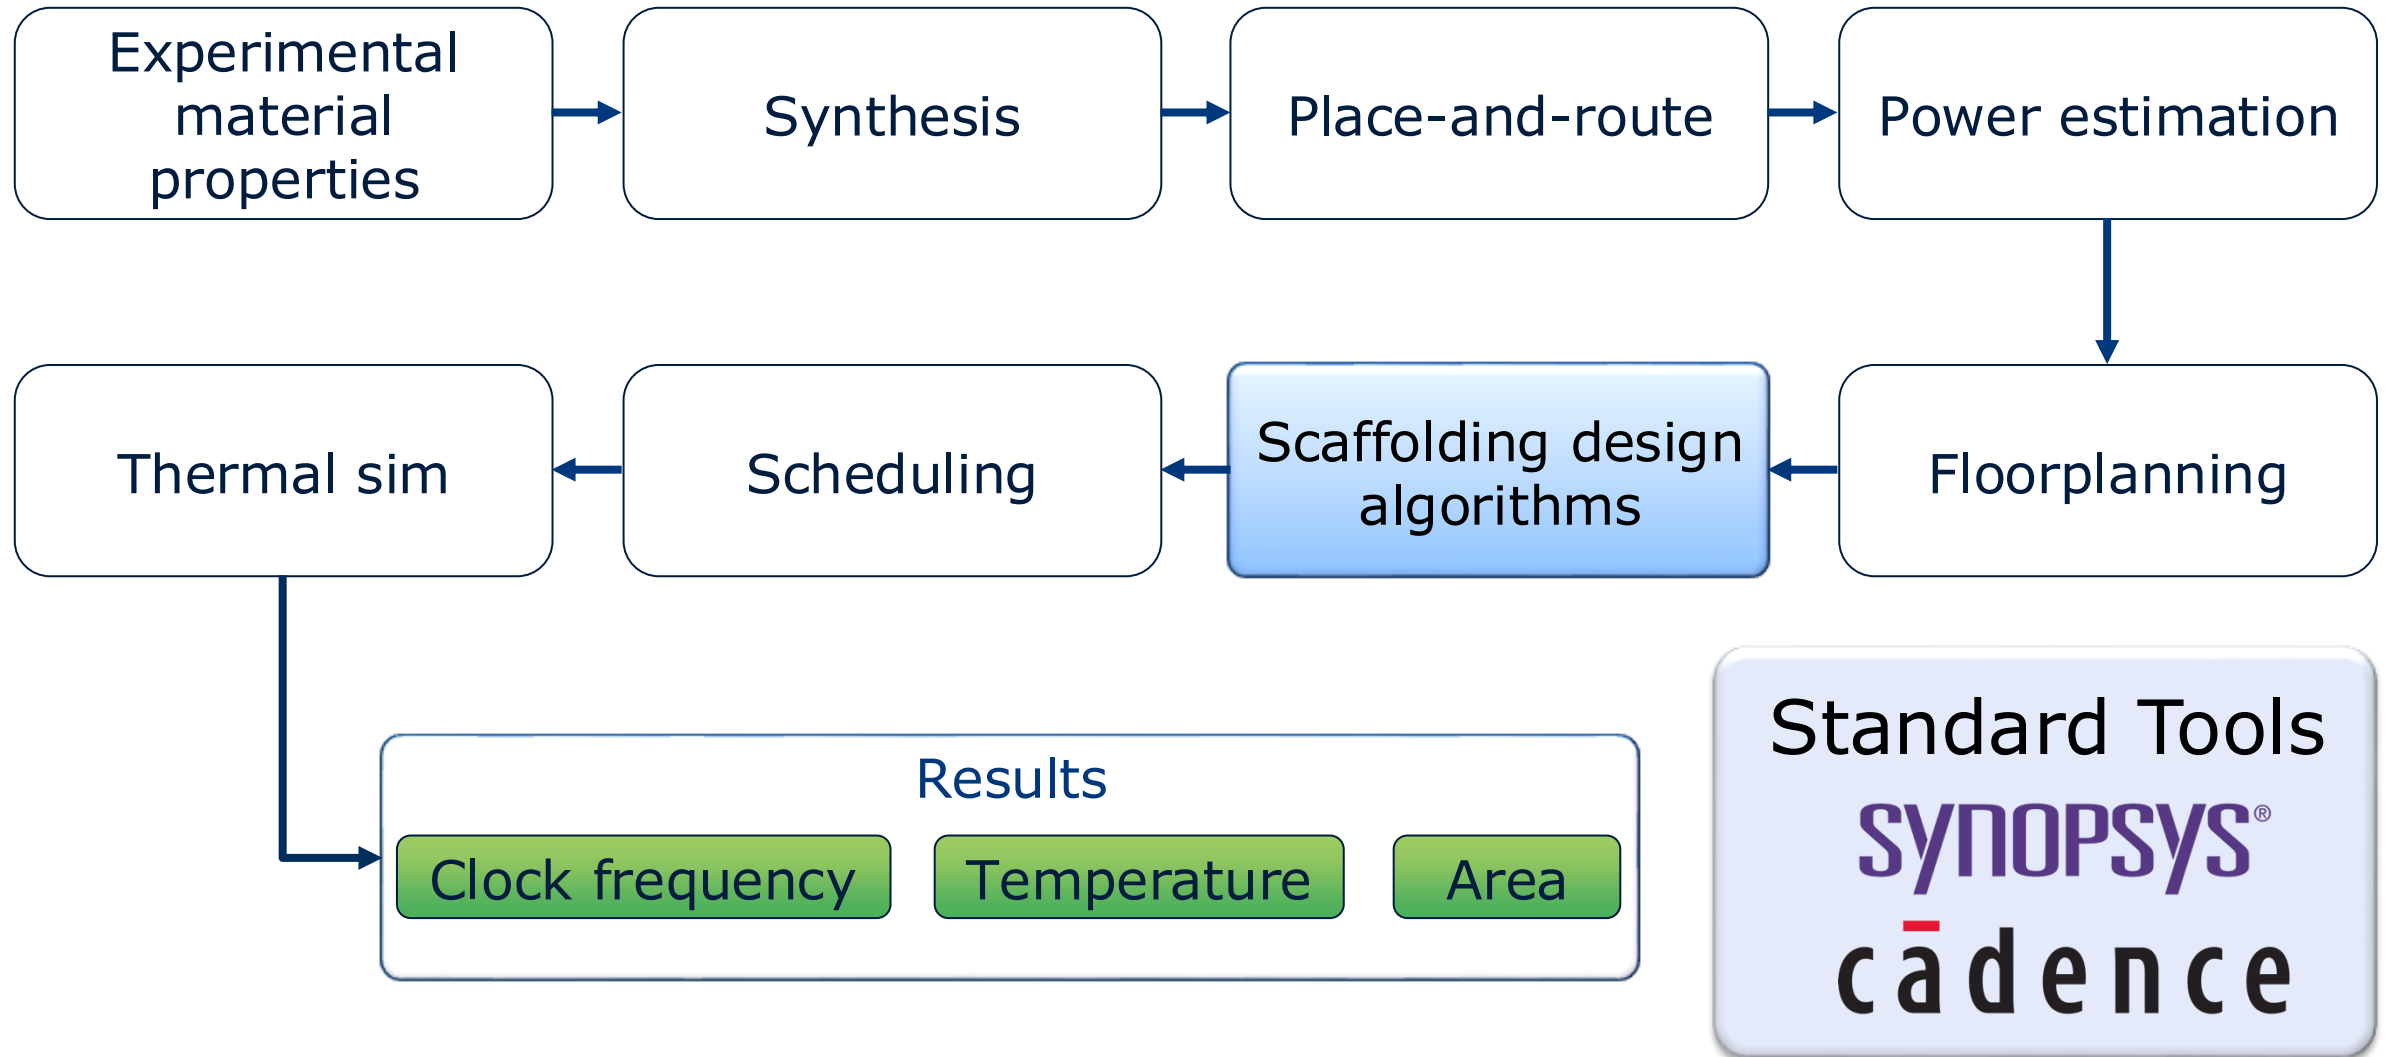 Experimental
material
properties
Synthesis
Place-and-route
Power estimation
Thermal sim
Scheduling
Scaffolding design
algorithms
Floorplanning
Results
Clock frequency
Temperature
Area
Standard Tools
SYNOPSYS®
cādence